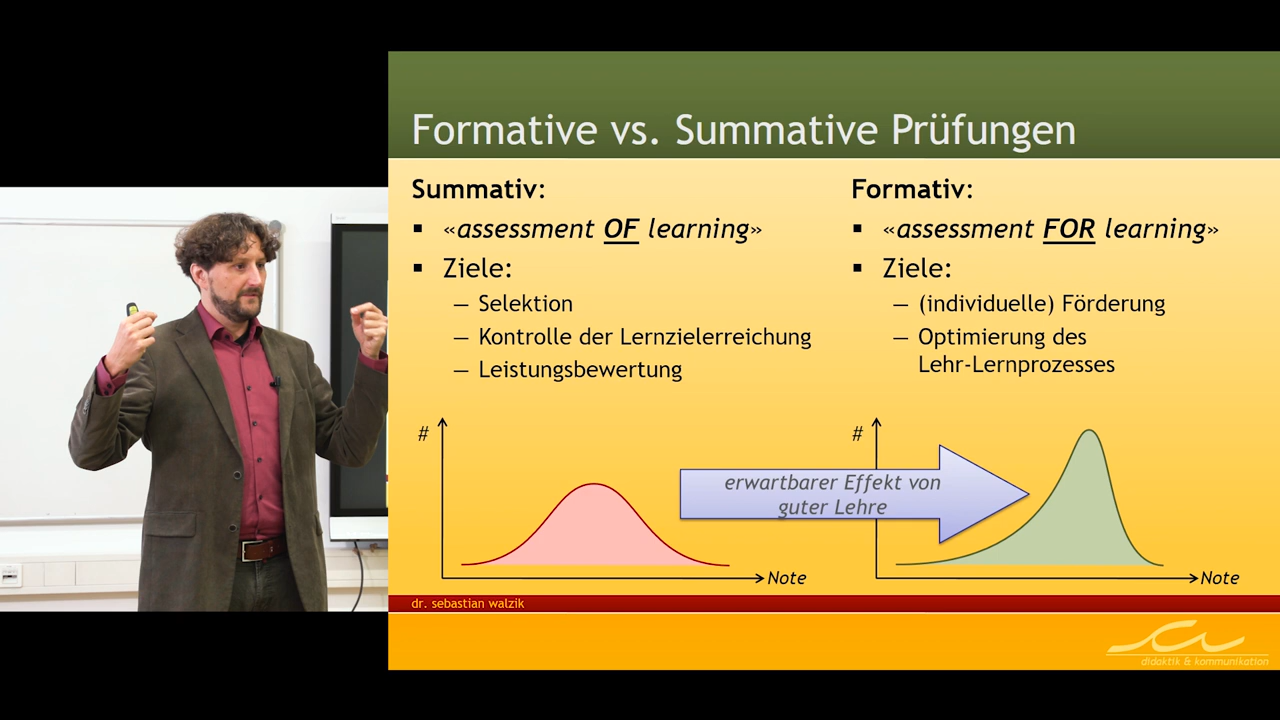 Formative vs. Summative Prüfungen
Summativ:
▪ «assessment OF learning»
▪ Ziele:
— Selektion
— Kontrolle der Lernzielerreichung
— Leistungsbewertung
#
Note
Formativ:
▪ «assessment FOR learning»
▪ Ziele:
— (individuelle) Förderung
— Optimierung des
Lehr-Lernprozesses
#
Note
erwartbarer Effekt von
guter Lehre
dr. sebastian walzik
didaktik & kommunikation